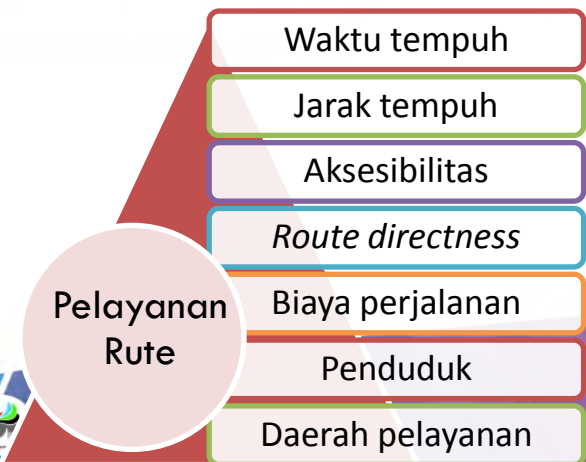 Waktu tempuh
Jarak tempuh
Aksesibilitas
Route directness
Pelayanan
Rute
Biaya perjalanan
Penduduk
Daerah pelayanan